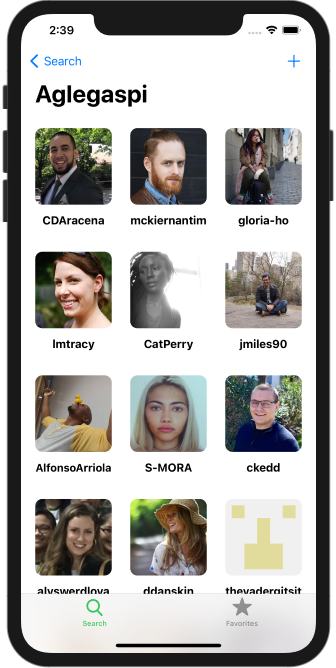 2:39
Search
Aglegaspi
CDAracena mckiernantim gloria-ho
lmtracy CatPerry jmiles90
AlfonsoArriola S-MORA ckedd
alyswerdlova ddanskin thevadergitsit
Search Favorites